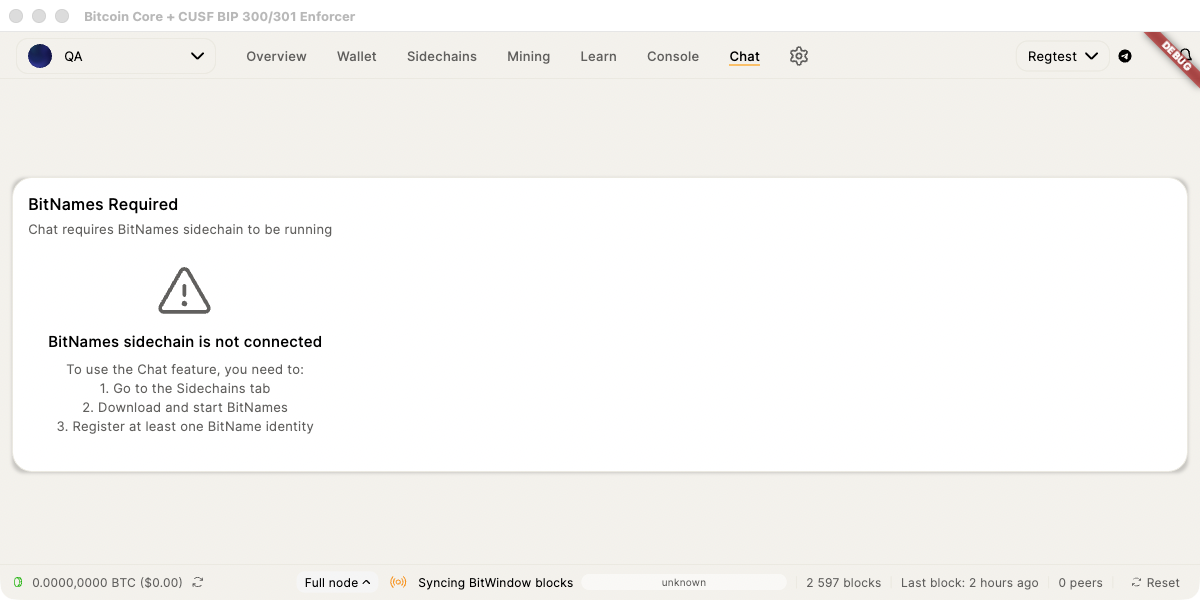 Bitcoin Core + CUSF BIP 300/301 Enforcer
QA
Overview
Wallet
Sidechains
Mining
Learn
Console
Chat
Regtest
DEBUG
BitNames Required
Chat requires BitNames sidechain to be running
BitNames sidechain is not connected
To use the Chat feature, you need to:
1. Go to the Sidechains tab
2. Download and start BitNames
3. Register at least one BitName identity
0.0000,0000 BTC ($0.00)
Full node
Syncing BitWindow blocks
unknown
2 597 blocks
Last block: 2 hours ago
0 peers
Reset